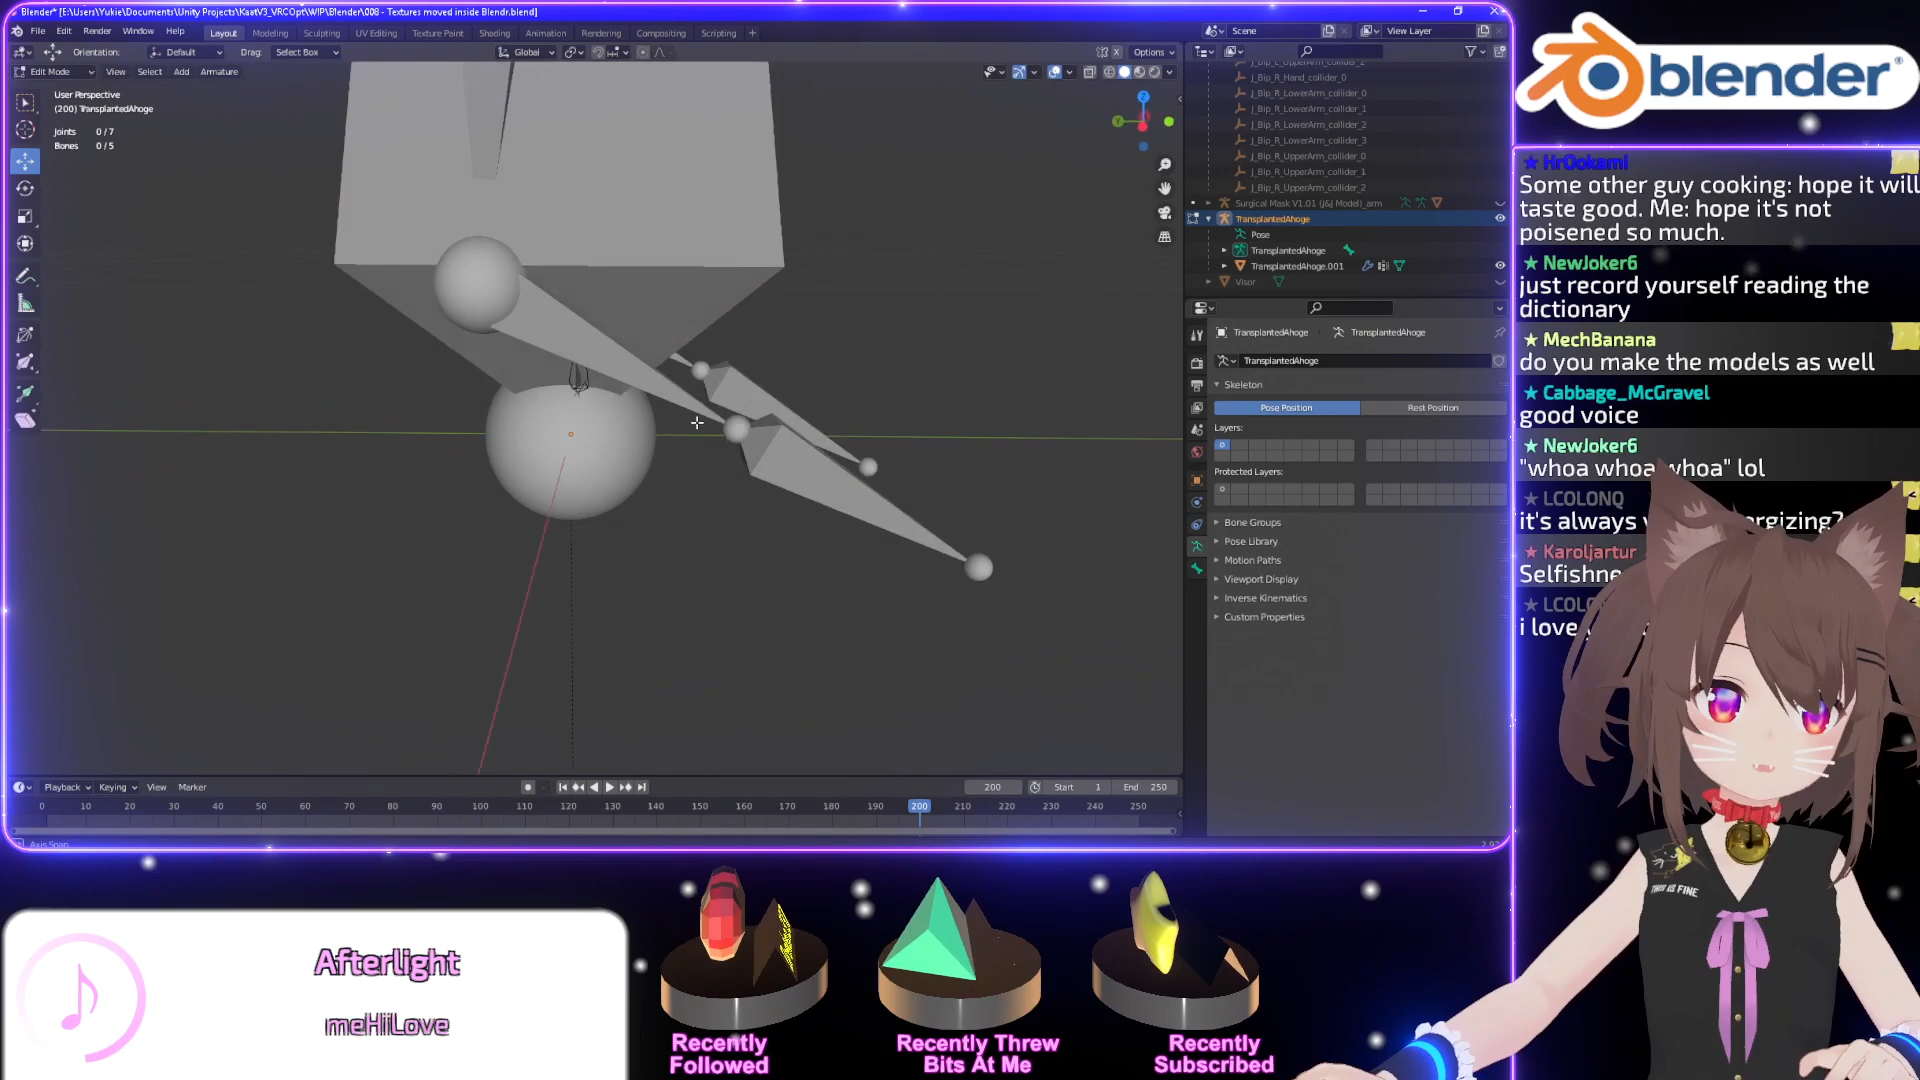 Blender* [E:\Users\Yukie\Documents\Unity Projects\KaatV3_VRCOpt\WIP\Blender\008 - Textures moved inside Blendr.blend]
File Edit Render Window Help Layout Modeling Sculpting UV Editing Texture Paint Shading Animation Rendering Compositing Scripting +
Scene View Layer
Orientation: Default Drag: Select Box Global Options
Edit Mode View Select Add Armature
User Perspective
(200) TransplantedAhoge
Joints 0/7
Bones 0/5
Z
Y
J_Bip_R_Hand_collider_0
J_Bip_R_LowerArm_collider_0
J_Bip_R_LowerArm_collider_1
J_Bip_R_LowerArm_collider_2
J_Bip_R_LowerArm_collider_3
J_Bip_R_UpperArm_collider_0
J_Bip_R_UpperArm_collider_1
J_Bip_R_UpperArm_collider_2
Surgical Mask V1.01 (J&J Model)_arm
TransplantedAhoge
Pose
TransplantedAhoge
TransplantedAhoge.001
Visor
TransplantedAhoge TransplantedAhoge
TransplantedAhoge
Skeleton
Pose Position Rest Position
Layers:
Protected Layers:
Bone Groups
Pose Library
Motion Paths
Viewport Display
Inverse Kinematics
Custom Properties
Playback Keying View Marker 200 Start 1 End 250
0 10 20 30 40 50 60 70 80 90 100 110 120 130 140 150 160 170 180 190 200 210 220 230 240 250
Axis Snap
blender
HrOokami
Some other guy cooking: hope it will
taste good. Me: hope it's not
poisened so much.
NewJoker6
just record yourself reading the
dictionary
MechBanana
do you make the models as well
Cabbage_McGravel
good voice
NewJoker6
"whoa whoa whoa" lol
LCOLONQ
it's always
Karoljartur
i love
THIS IS FINE
Afterlight
meHiiLove
Recently
Followed
Recently Threw
Bits At Me
Recently
Subscribed